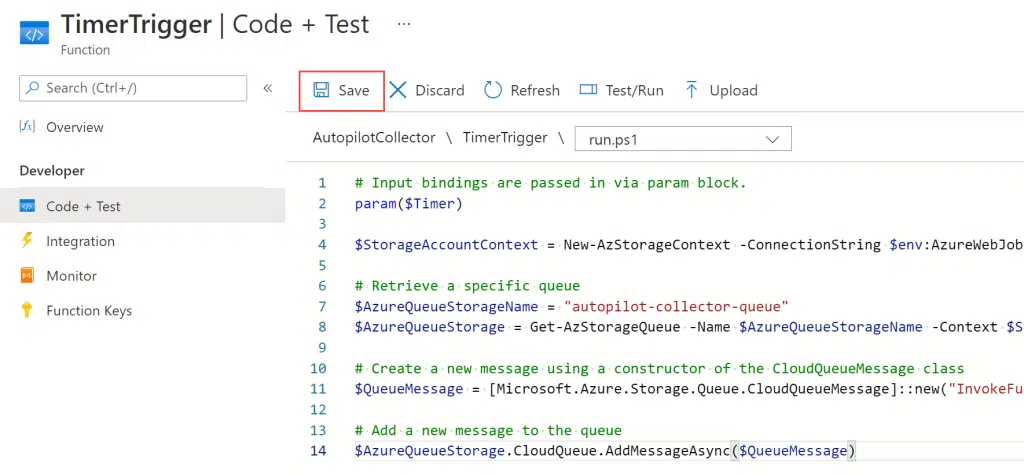 TimerTrigger | Code + Test ...
Function
Search (Ctrl+/)
«
Overview
Developer
Code + Test
Integration
Monitor
Function Keys
Save Discard Refresh Test/Run Upload
AutopilotCollector \ TimerTrigger \ run.ps1
1 # Input bindings are passed in via param block.
2 param($Timer)
3
4 $StorageAccountContext = New-AzStorageContext -ConnectionString $env:AzureWebJob
5
6 # Retrieve a specific queue
7 $AzureQueueStorageName = "autopilot-collector-queue"
8 $AzureQueueStorage = Get-AzStorageQueue -Name $AzureQueueStorageName -Context $S
9
10 # Create a new message using a constructor of the CloudQueueMessage class
11 $QueueMessage = [Microsoft.Azure.Storage.Queue.CloudQueueMessage]::new("InvokeFu
12
13 # Add a new message to the queue
14 $AzureQueueStorage.CloudQueue.AddMessageAsync($QueueMessage)